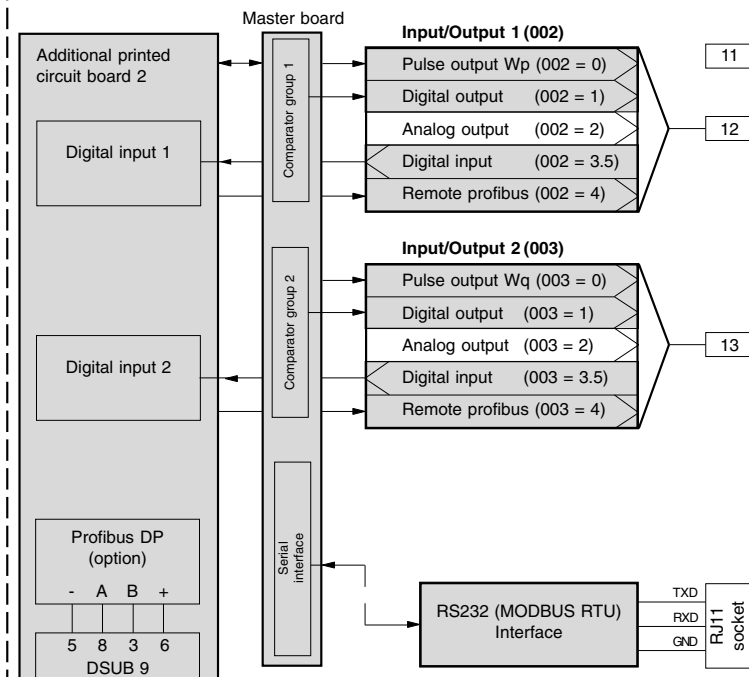 Master board
Additional printed
circuit board 2
Digital input 1
Digital input 2
Profibus DP
(option)
- A B +
5 8 3 6
DSUB 9
Comparator group 1
Comparator group 2
Serial
interface
Input/Output 1 (002)
Pulse output Wp (002 = 0)
Digital output (002 = 1)
Analog output (002 = 2)
Digital input (002 = 3.5)
Remote profibus (002 = 4)
11
12
Input/Output 2 (003)
Pulse output Wq (003 = 0)
Digital output (003 = 1)
Analog output (003 = 2)
Digital input (003 = 3.5)
Remote profibus (003 = 4)
13
RS232 (MODBUS RTU)
Interface
TXD
RXD
GND
RJ11
socket